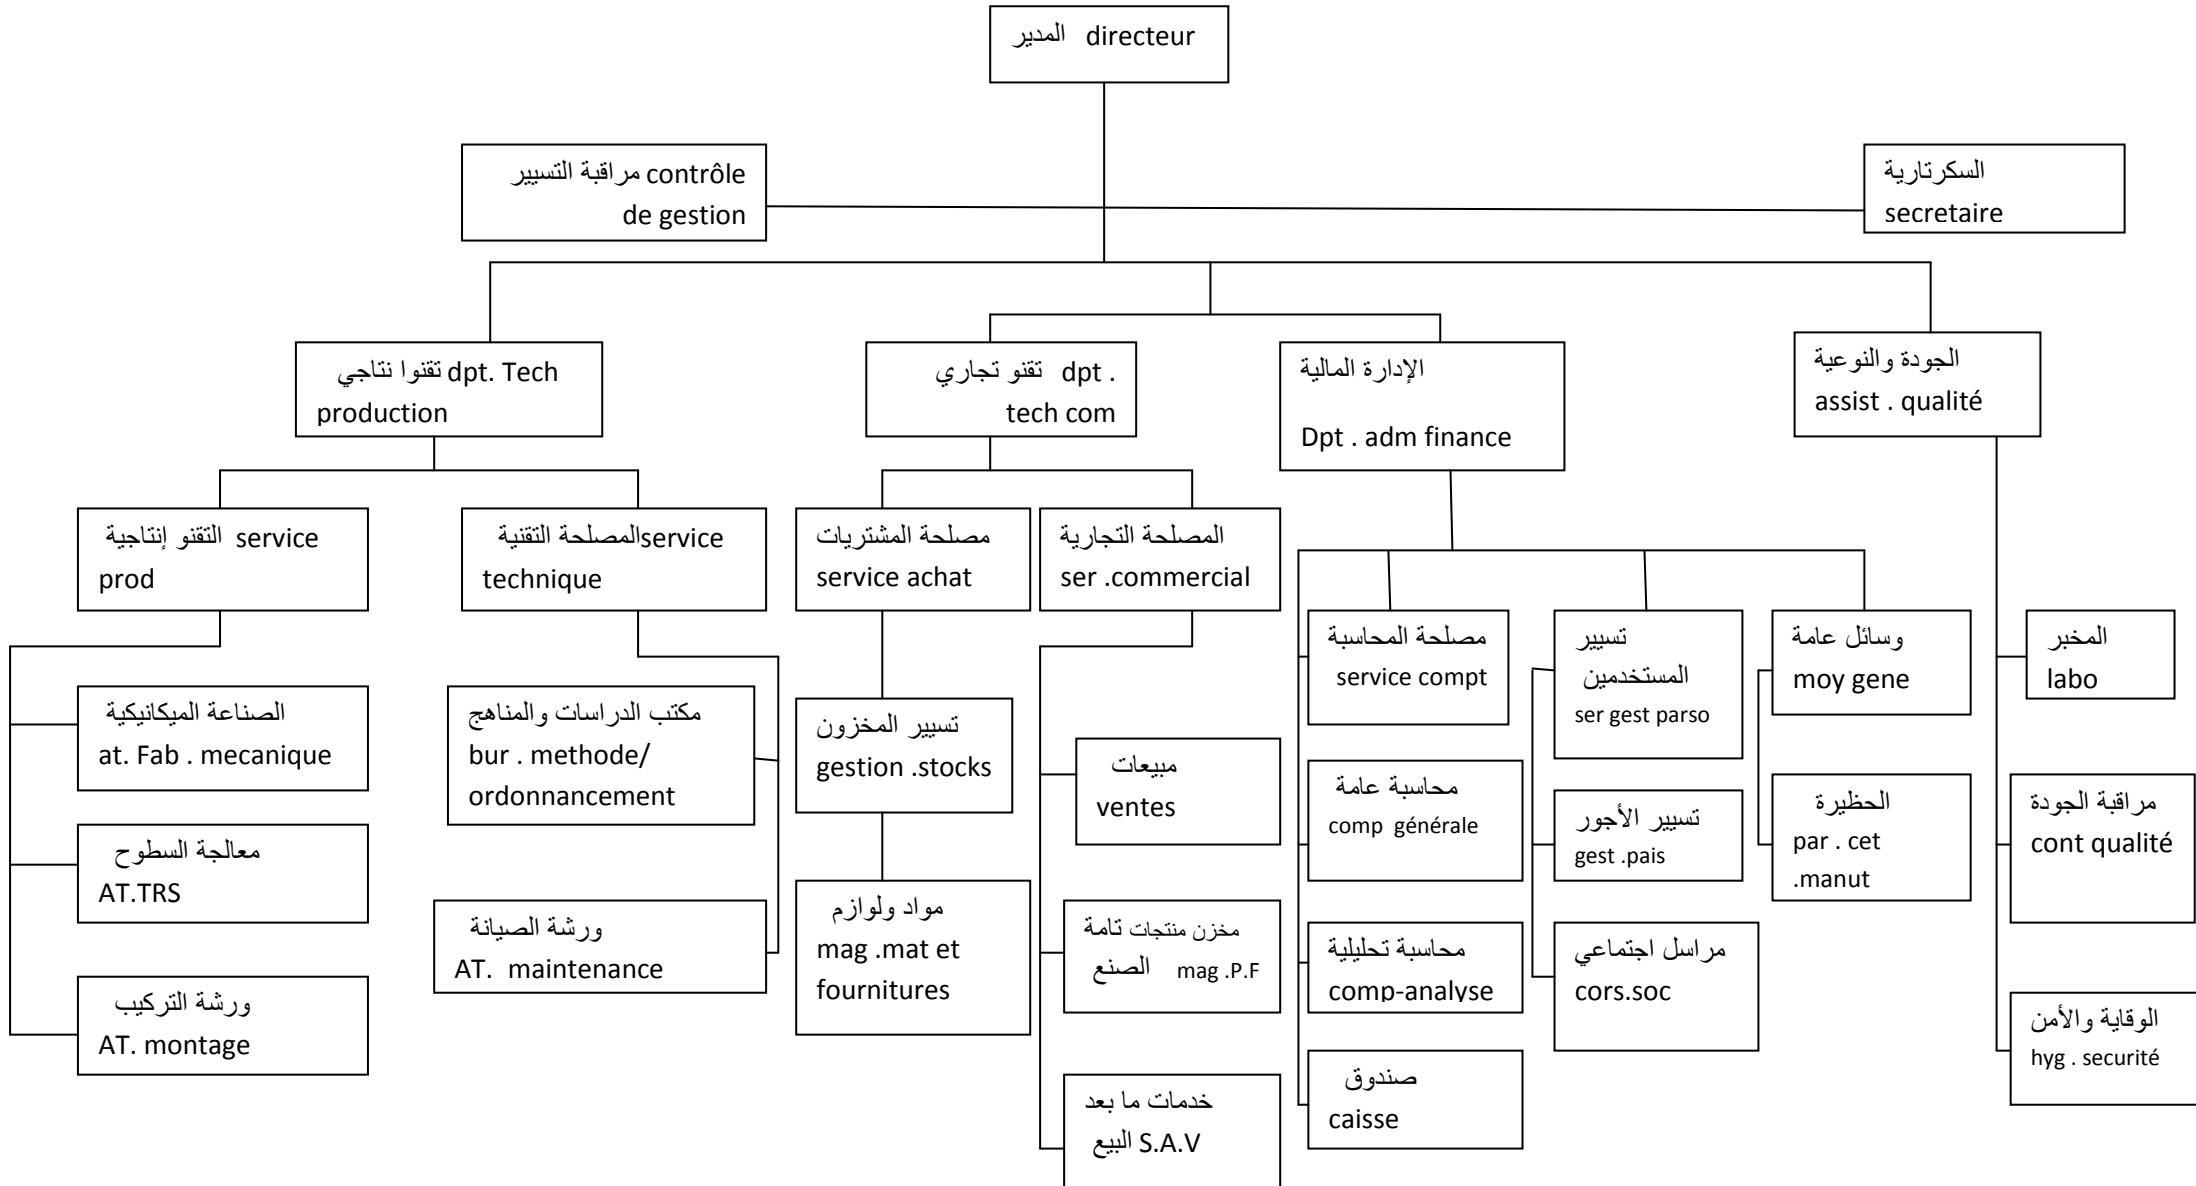 المدير directeur
مراقبة التسيير contrôle
de gestion
السكرتارية
secretaire
تقنوا نتاجي dpt. Tech
production
تقنو تجاري dpt .
tech com
الإدارة المالية
Dpt . adm finance
الجودة والنوعية
assist . qualité
التقنو إنتاجية service
prod
المصلحة التقنيةservice
technique
مصلحة المشتريات
service achat
المصلحة التجارية
ser .commercial
مصلحة المحاسبة
service compt
تسيير
المستخدمين
ser gest parso
وسائل عامة
moy gene
المخبر
labo
الصناعة الميكانيكية
at. Fab . mecanique
مكتب الدراسات والمناهج
bur . methode/
ordonnancement
تسيير المخزون
gestion .stocks
مبيعات
ventes
محاسبة عامة
comp générale
تسيير الأجور
gest .pais
الحظيرة
par . cet
.manut
مراقبة الجودة
cont qualité
معالجة السطوح
AT.TRS
ورشة الصيانة
AT. maintenance
مواد ولوازم
mag .mat et
fournitures
مخزن منتجات تامة
الصنع mag .P.F
محاسبة تحليلية
comp-analyse
مراسل اجتماعي
cors.soc
الوقاية والأمن
hyg . securité
ورشة التركيب
AT. montage
خدمات ما بعد
البيع S.A.V
صندوق
caisse